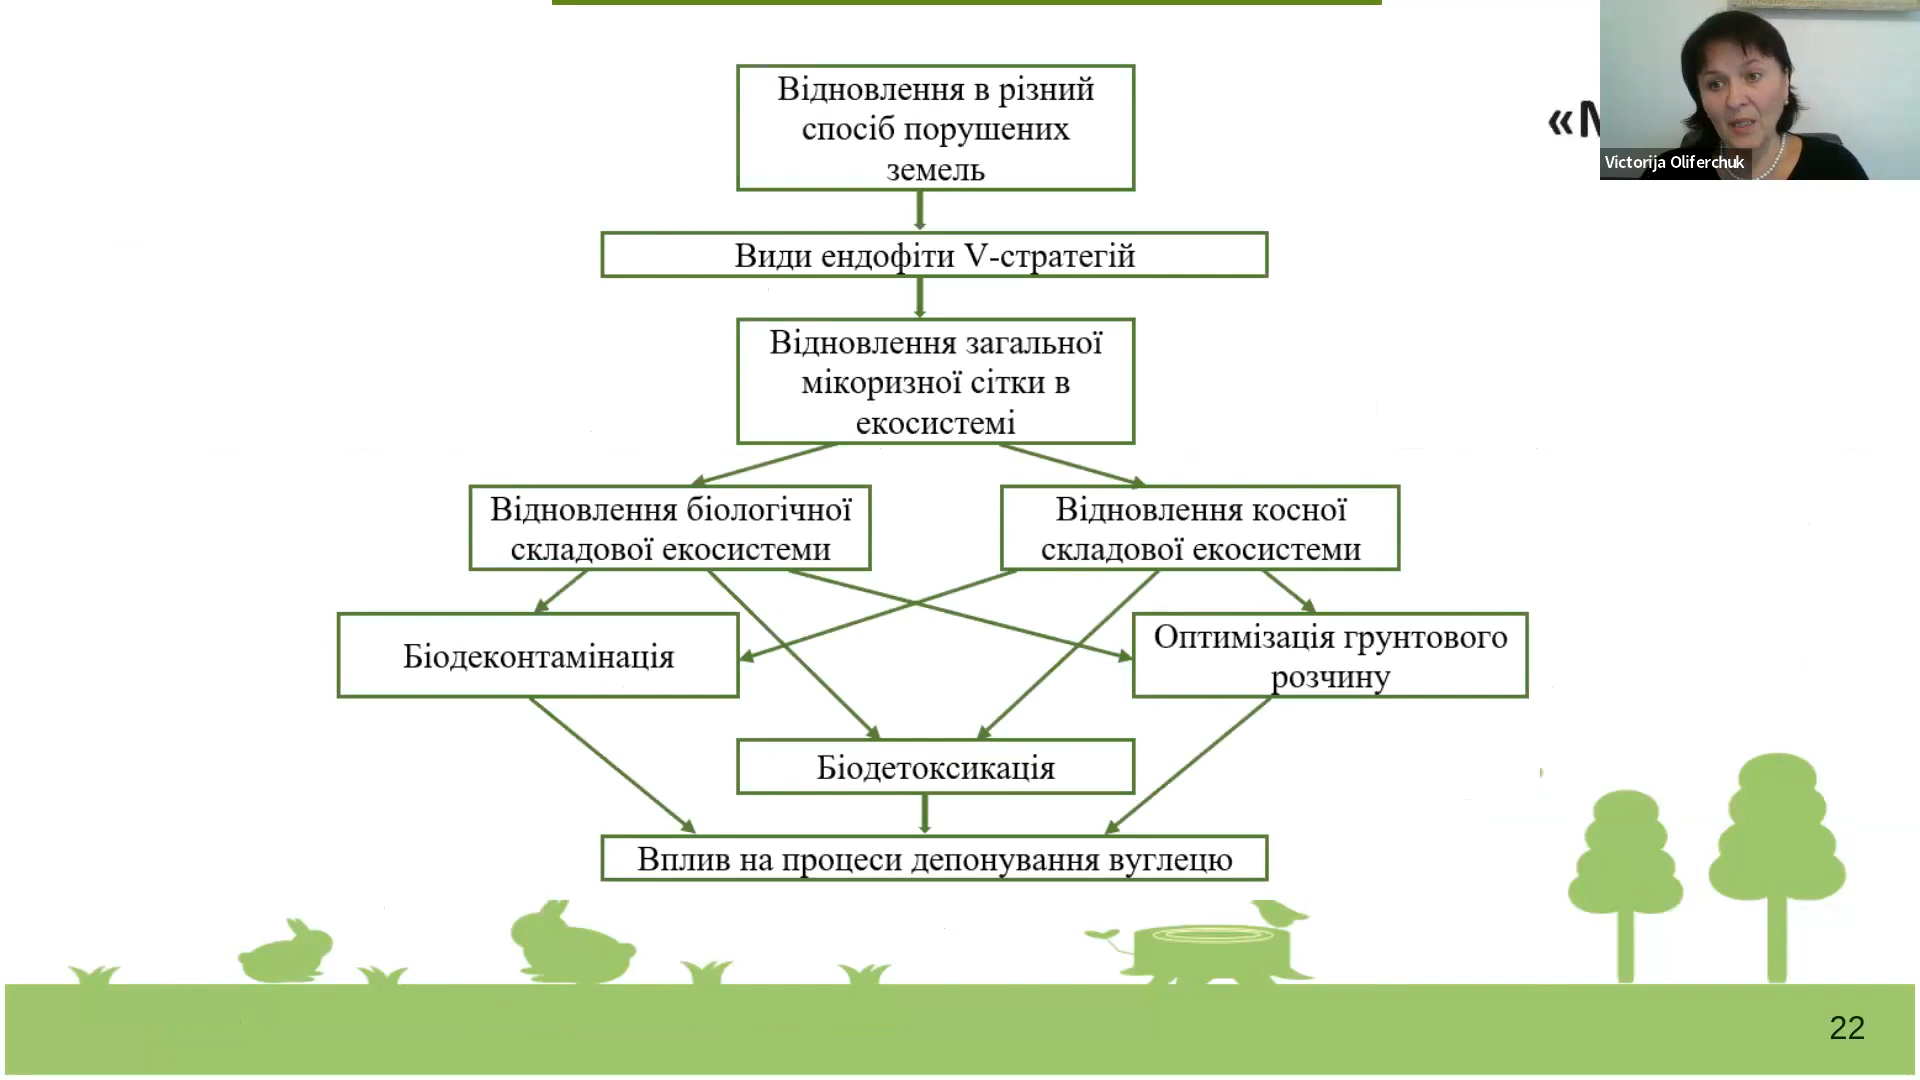 Відновлення в різний
спосіб порушених
земель
«М
Victorija Oliferchuk
Види ендофіти V-стратегій
Відновлення загальної
мікоризної сітки в
екосистемі
Відновлення біологічної
складової екосистеми
Відновлення косної
складової екосистеми
Біодеконтамінація
Оптимізація грунтового
розчину
Біодетоксикація
Вплив на процеси депонування вуглецю
22